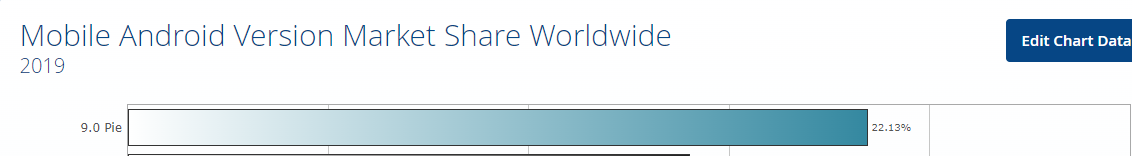 Mobile Android Version Market Share Worldwide
2019
Edit Chart Data
9.0 Pie 22.13%